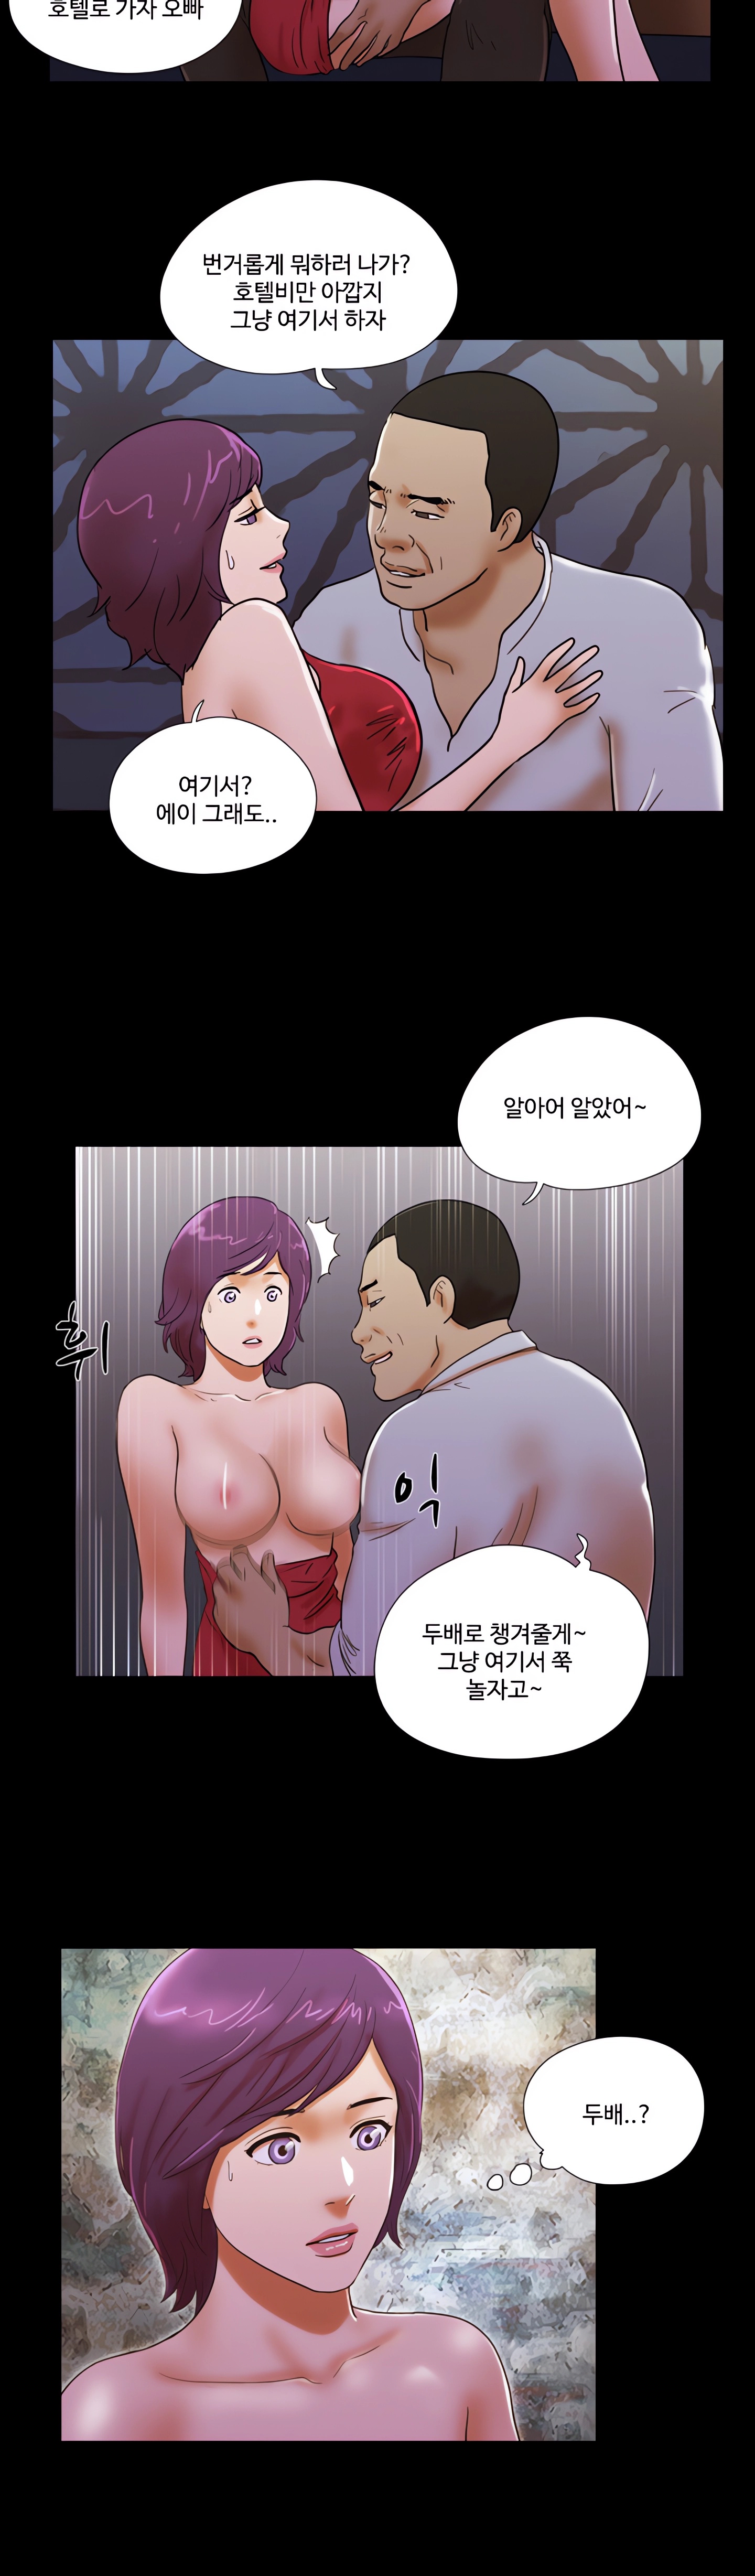 호텔로 가자 오빠
번거롭게 뭐하러 나가?
호텔비만 아깝지
그냥 여기서 하자
여기서?
에이 그래도..
알아어 알았어~
휘
익
두배로 챙겨줄게~
그냥 여기서 쭉
놀자고~
두배..?